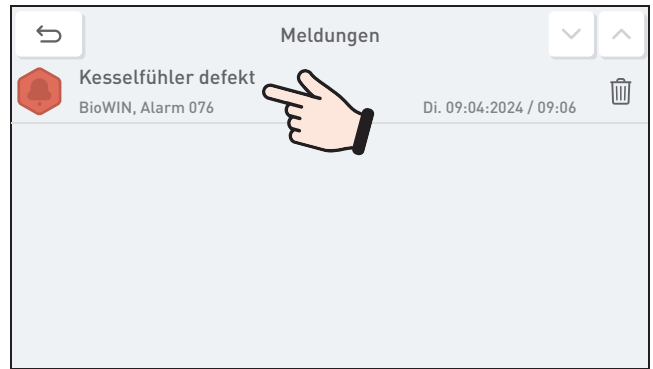 Meldungen
Kesselfühler defekt
BioWIN, Alarm 076
Di. 09:04:2024 / 09:06